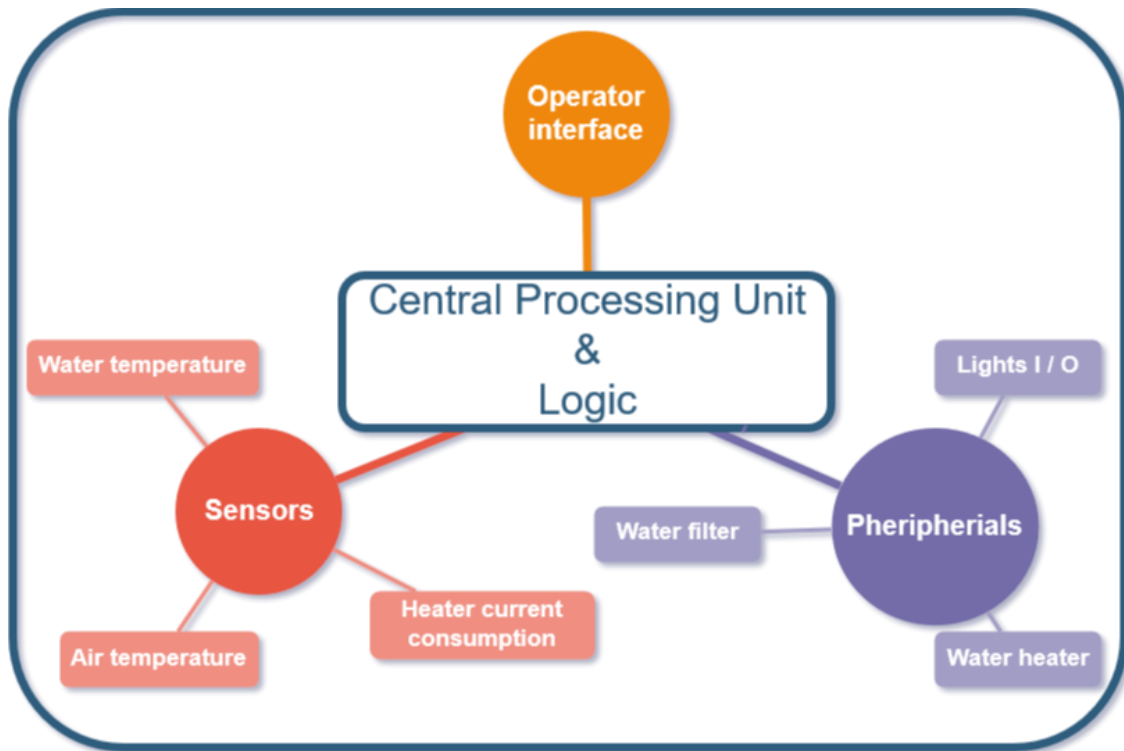 Operator
interface
Central Processing Unit
&
Logic
Water temperature
Sensors
Air temperature
Heater current
consumption
Lights I / O
Water filter
Pheripherials
Water heater